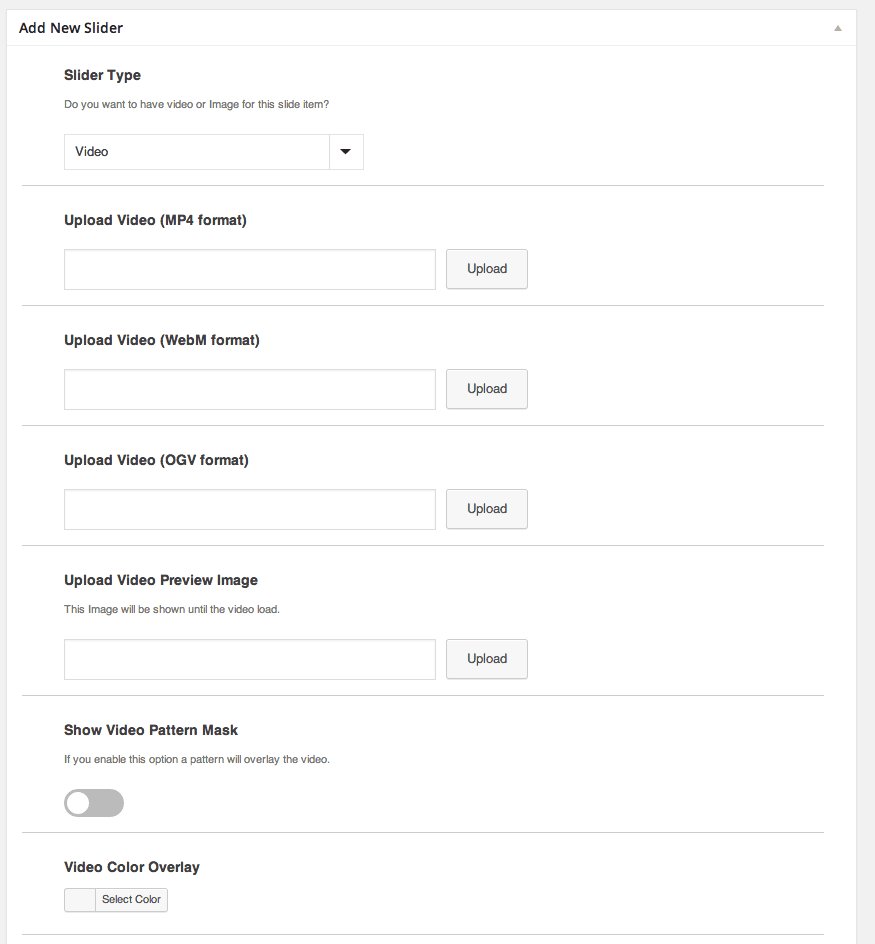 Add New Slider
Slider Type
Do you want to have video or Image for this slide item?
Video
Upload Video (MP4 format)
Upload
Upload Video (WebM format)
Upload
Upload Video (OGV format)
Upload
Upload Video Preview Image
This Image will be shown until the video load.
Upload
Show Video Pattern Mask
If you enable this option a pattern will overlay the video.
Video Color Overlay
Select Color